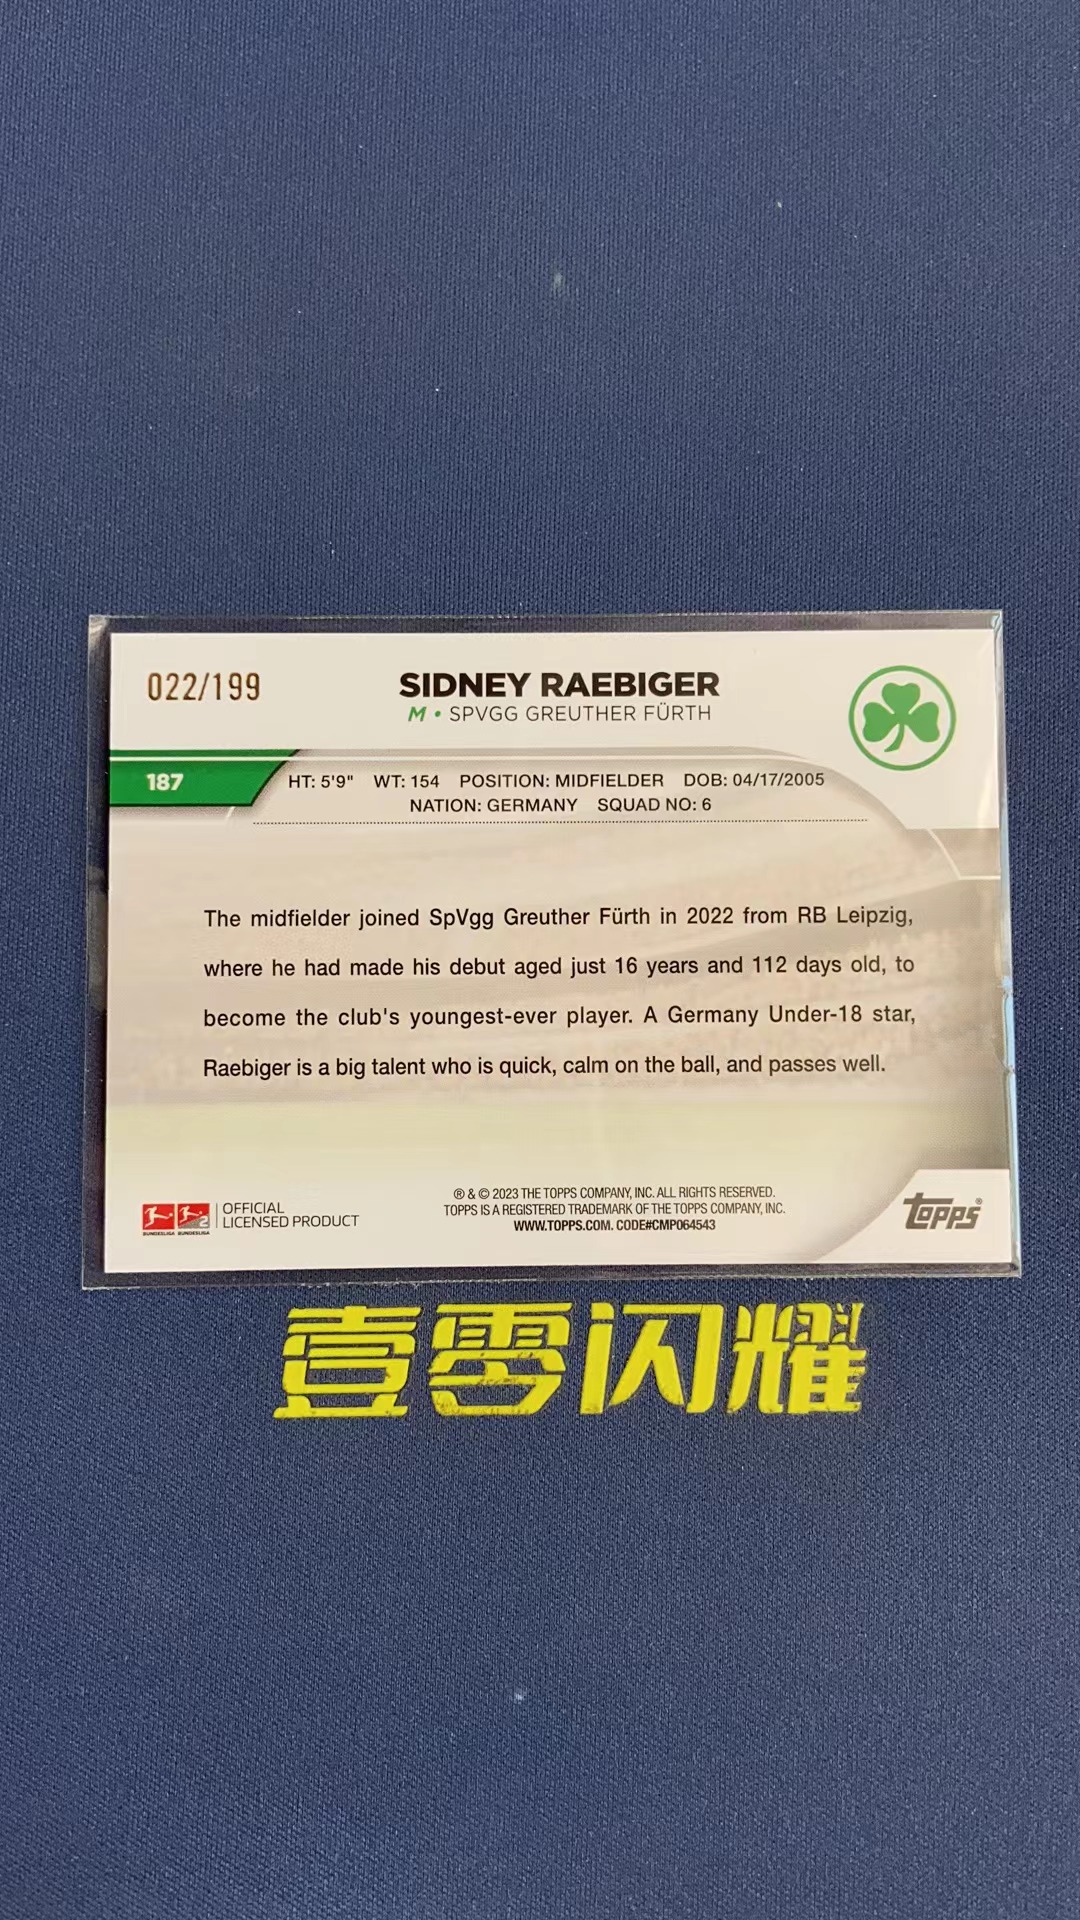 022/199
SIDNEY RAEBIGER
M • SPVGG GREUTHER FÜRTH
187
HT: 5'9" WT: 154 POSITION: MIDFIELDER DOB: 04/17/2005
NATION: GERMANY SQUAD NO: 6
The midfielder joined SpVgg Greuther Fürth in 2022 from RB Leipzig,
where he had made his debut aged just 16 years and 112 days old, to
become the club's youngest-ever player. A Germany Under-18 star,
Raebiger is a big talent who is quick, calm on the ball, and passes well.
BUNDESLIGA
2
BUNDESLIGA
OFFICIAL
LICENSED PRODUCT
® & © 2023 THE TOPPS COMPANY, INC. ALL RIGHTS RESERVED.
TOPPS IS A REGISTERED TRADEMARK OF THE TOPPS COMPANY, INC.
WWW.TOPPS.COM. CODE#CMP064543
Topps®
壹零闪耀